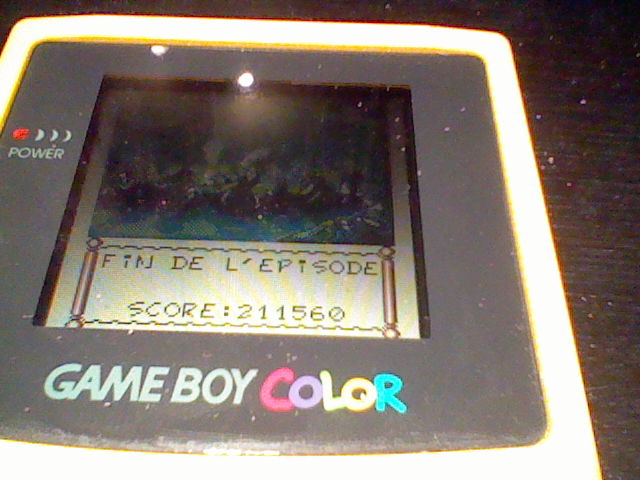 POWER
FIN DE L'EPISODE
SCORE:211560
GAME BOY COLOR